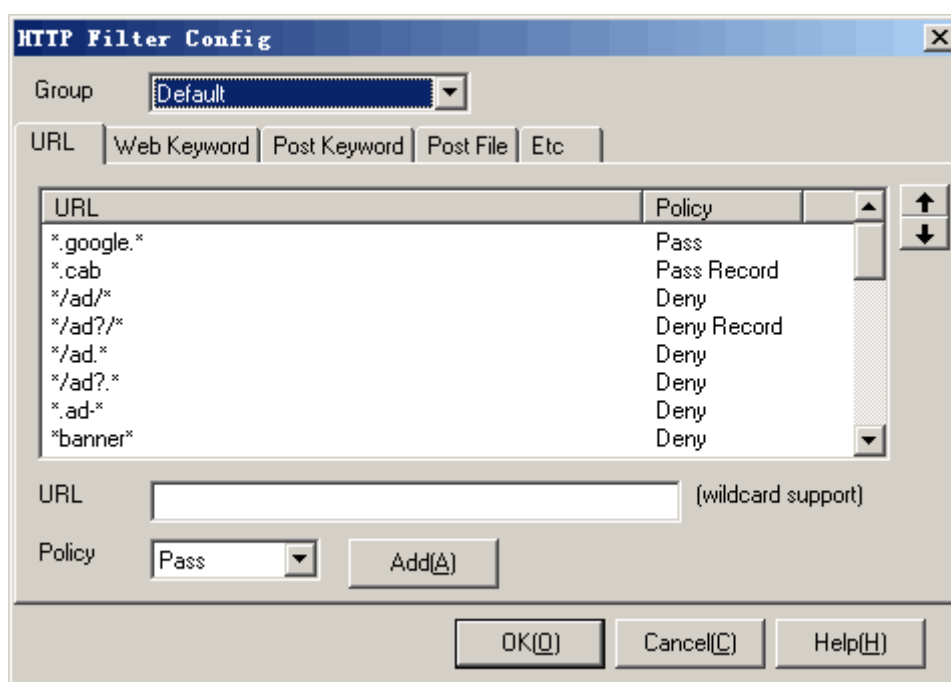 HTTP Filter Config
Group Default
URL Web Keyword Post Keyword Post File Etc
URL Policy
*.google.* Pass
*.cab Pass Record
*/ad/* Deny
*/ad?/* Deny Record
*/ad.* Deny
*/ad?.* Deny
*.ad-* Deny
*banner* Deny
URL (wildcard support)
Policy Pass Add(A)
OK(O) Cancel(C) Help(H)